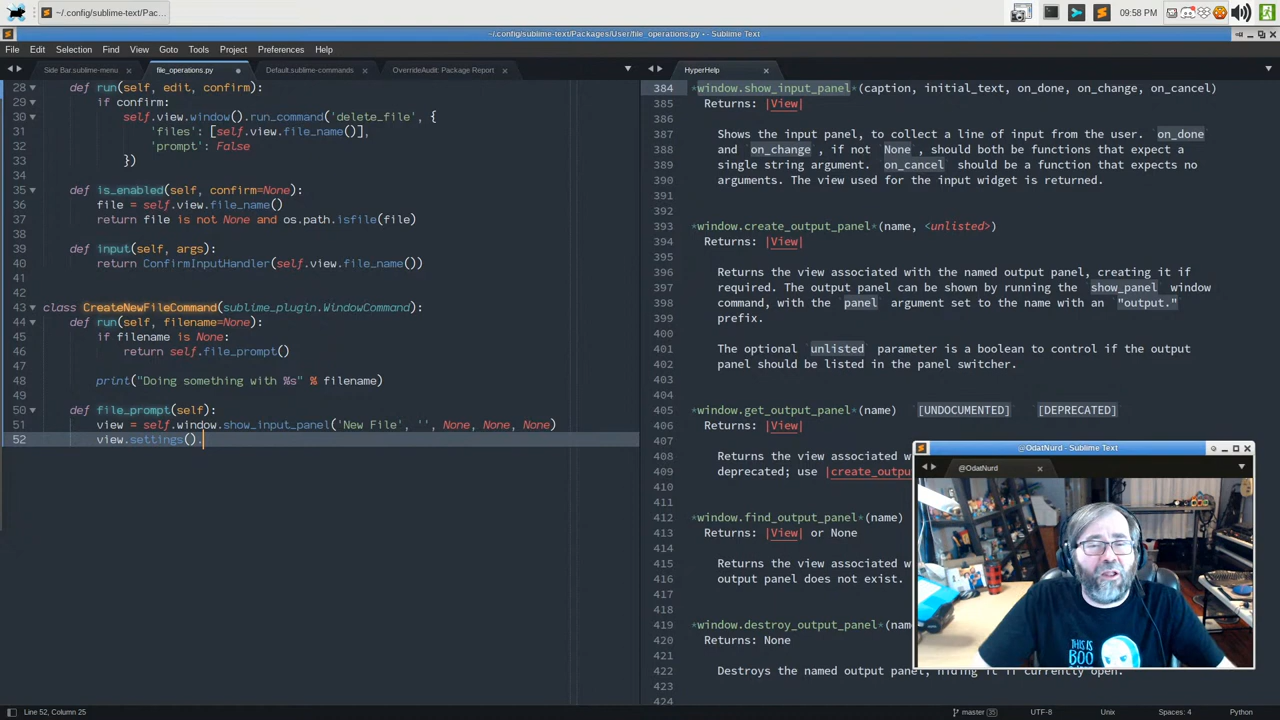 ~/.config/sublime-text/Pac...
09:58 PM
~/.config/sublime-text/Packages/User/file_operations.py • - Sublime Text
File Edit Selection Find View Goto Tools Project Preferences Help
Side Bar.sublime-menu
file_operations.py
Default.sublime-commands
OverrideAudit: Package Report
HyperHelp
28 def run(self, edit, confirm):
29 if confirm:
30 self.view.window().run_command('delete_file', {
31 'files': [self.view.file_name()],
32 'prompt': False
33 })
34
35 def is_enabled(self, confirm=None):
36 file = self.view.file_name()
37 return file is not None and os.path.isfile(file)
38
39 def input(self, args):
40 return ConfirmInputHandler(self.view.file_name())
41
42
43 class CreateNewFileCommand(sublime_plugin.WindowCommand):
44 def run(self, filename=None):
45 if filename is None:
46 return self.file_prompt()
47
48 print("Doing something with %s" % filename)
49
50 def file_prompt(self):
51 view = self.window.show_input_panel('New File', '', None, None, None)
52 view.settings().
384 *window.show_input_panel*(caption, initial_text, on_done, on_change, on_cancel)
385 Returns: |View|
386
387 Shows the input panel, to collect a line of input from the user. on_done
388 and on_change , if not None , should both be functions that expect a
389 single string argument. on_cancel should be a function that expects no
390 arguments. The view used for the input widget is returned.
391
392
393 *window.create_output_panel*(name, <unlisted>)
394 Returns: |View|
395
396 Returns the view associated with the named output panel, creating it if
397 required. The output panel can be shown by running the show_panel window
398 command, with the panel argument set to the name with an "output."
399 prefix.
400
401 The optional unlisted parameter is a boolean to control if the output
402 panel should be listed in the panel switcher.
403
404
405 *window.get_output_panel*(name) [UNDOCUMENTED] [DEPRECATED]
406 Returns: |View|
407
408 Returns the view associated w
409 deprecated; use |create_outpu
410
411
412 *window.find_output_panel*(name)
413 Returns: |View| or None
414
415 Returns the view associated w
416 output panel does not exist.
417
418
419 *window.destroy_output_panel*(name
420 Returns: None
421
422 Destroys the named output panel, hiding it if currently open.
423
424
@OdatNurd - Sublime Text
@OdatNurd
THIS IS
BOO
Line 52, Column 25
master 35
UTF-8
Unix
Spaces: 4
Python